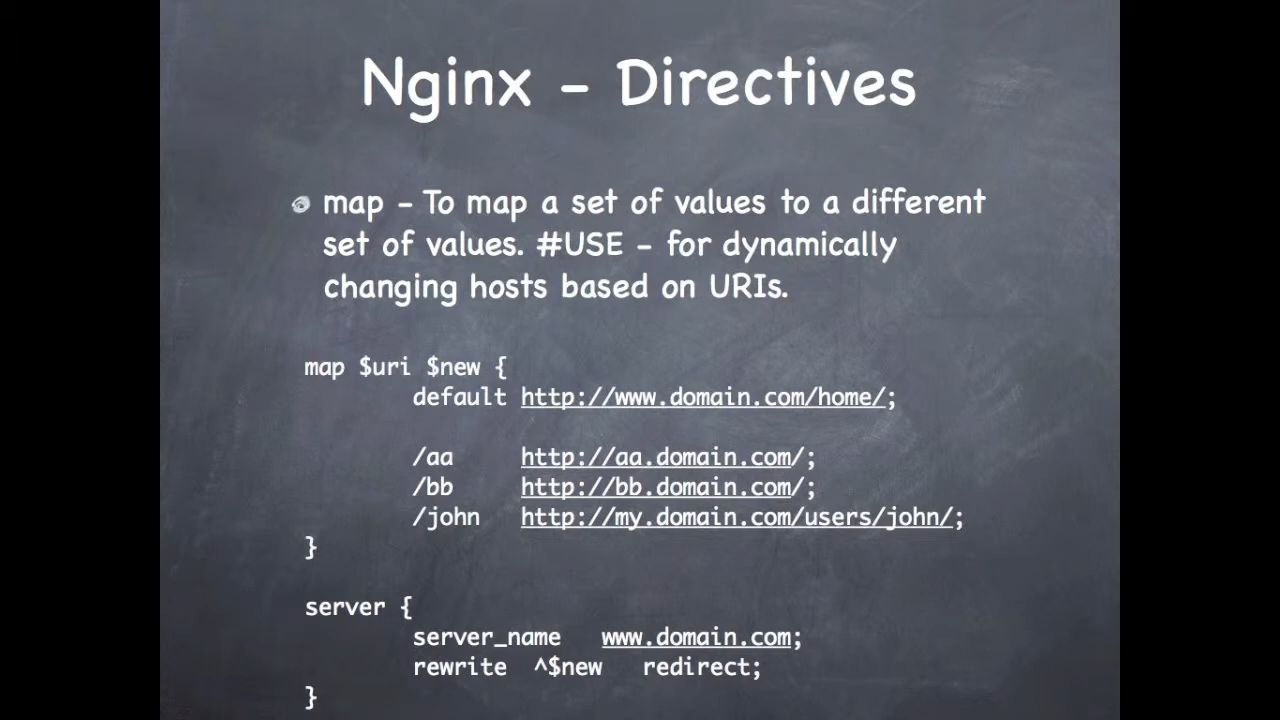 Nginx - Directives
map - To map a set of values to a different
set of values. #USE - for dynamically
changing hosts based on URIs.
map $uri $new {
default http://www.domain.com/home/;
/aa http://aa.domain.com/;
/bb http://bb.domain.com/;
/john http://my.domain.com/users/john/;
}
server {
server_name www.domain.com;
rewrite ^$new redirect;
}